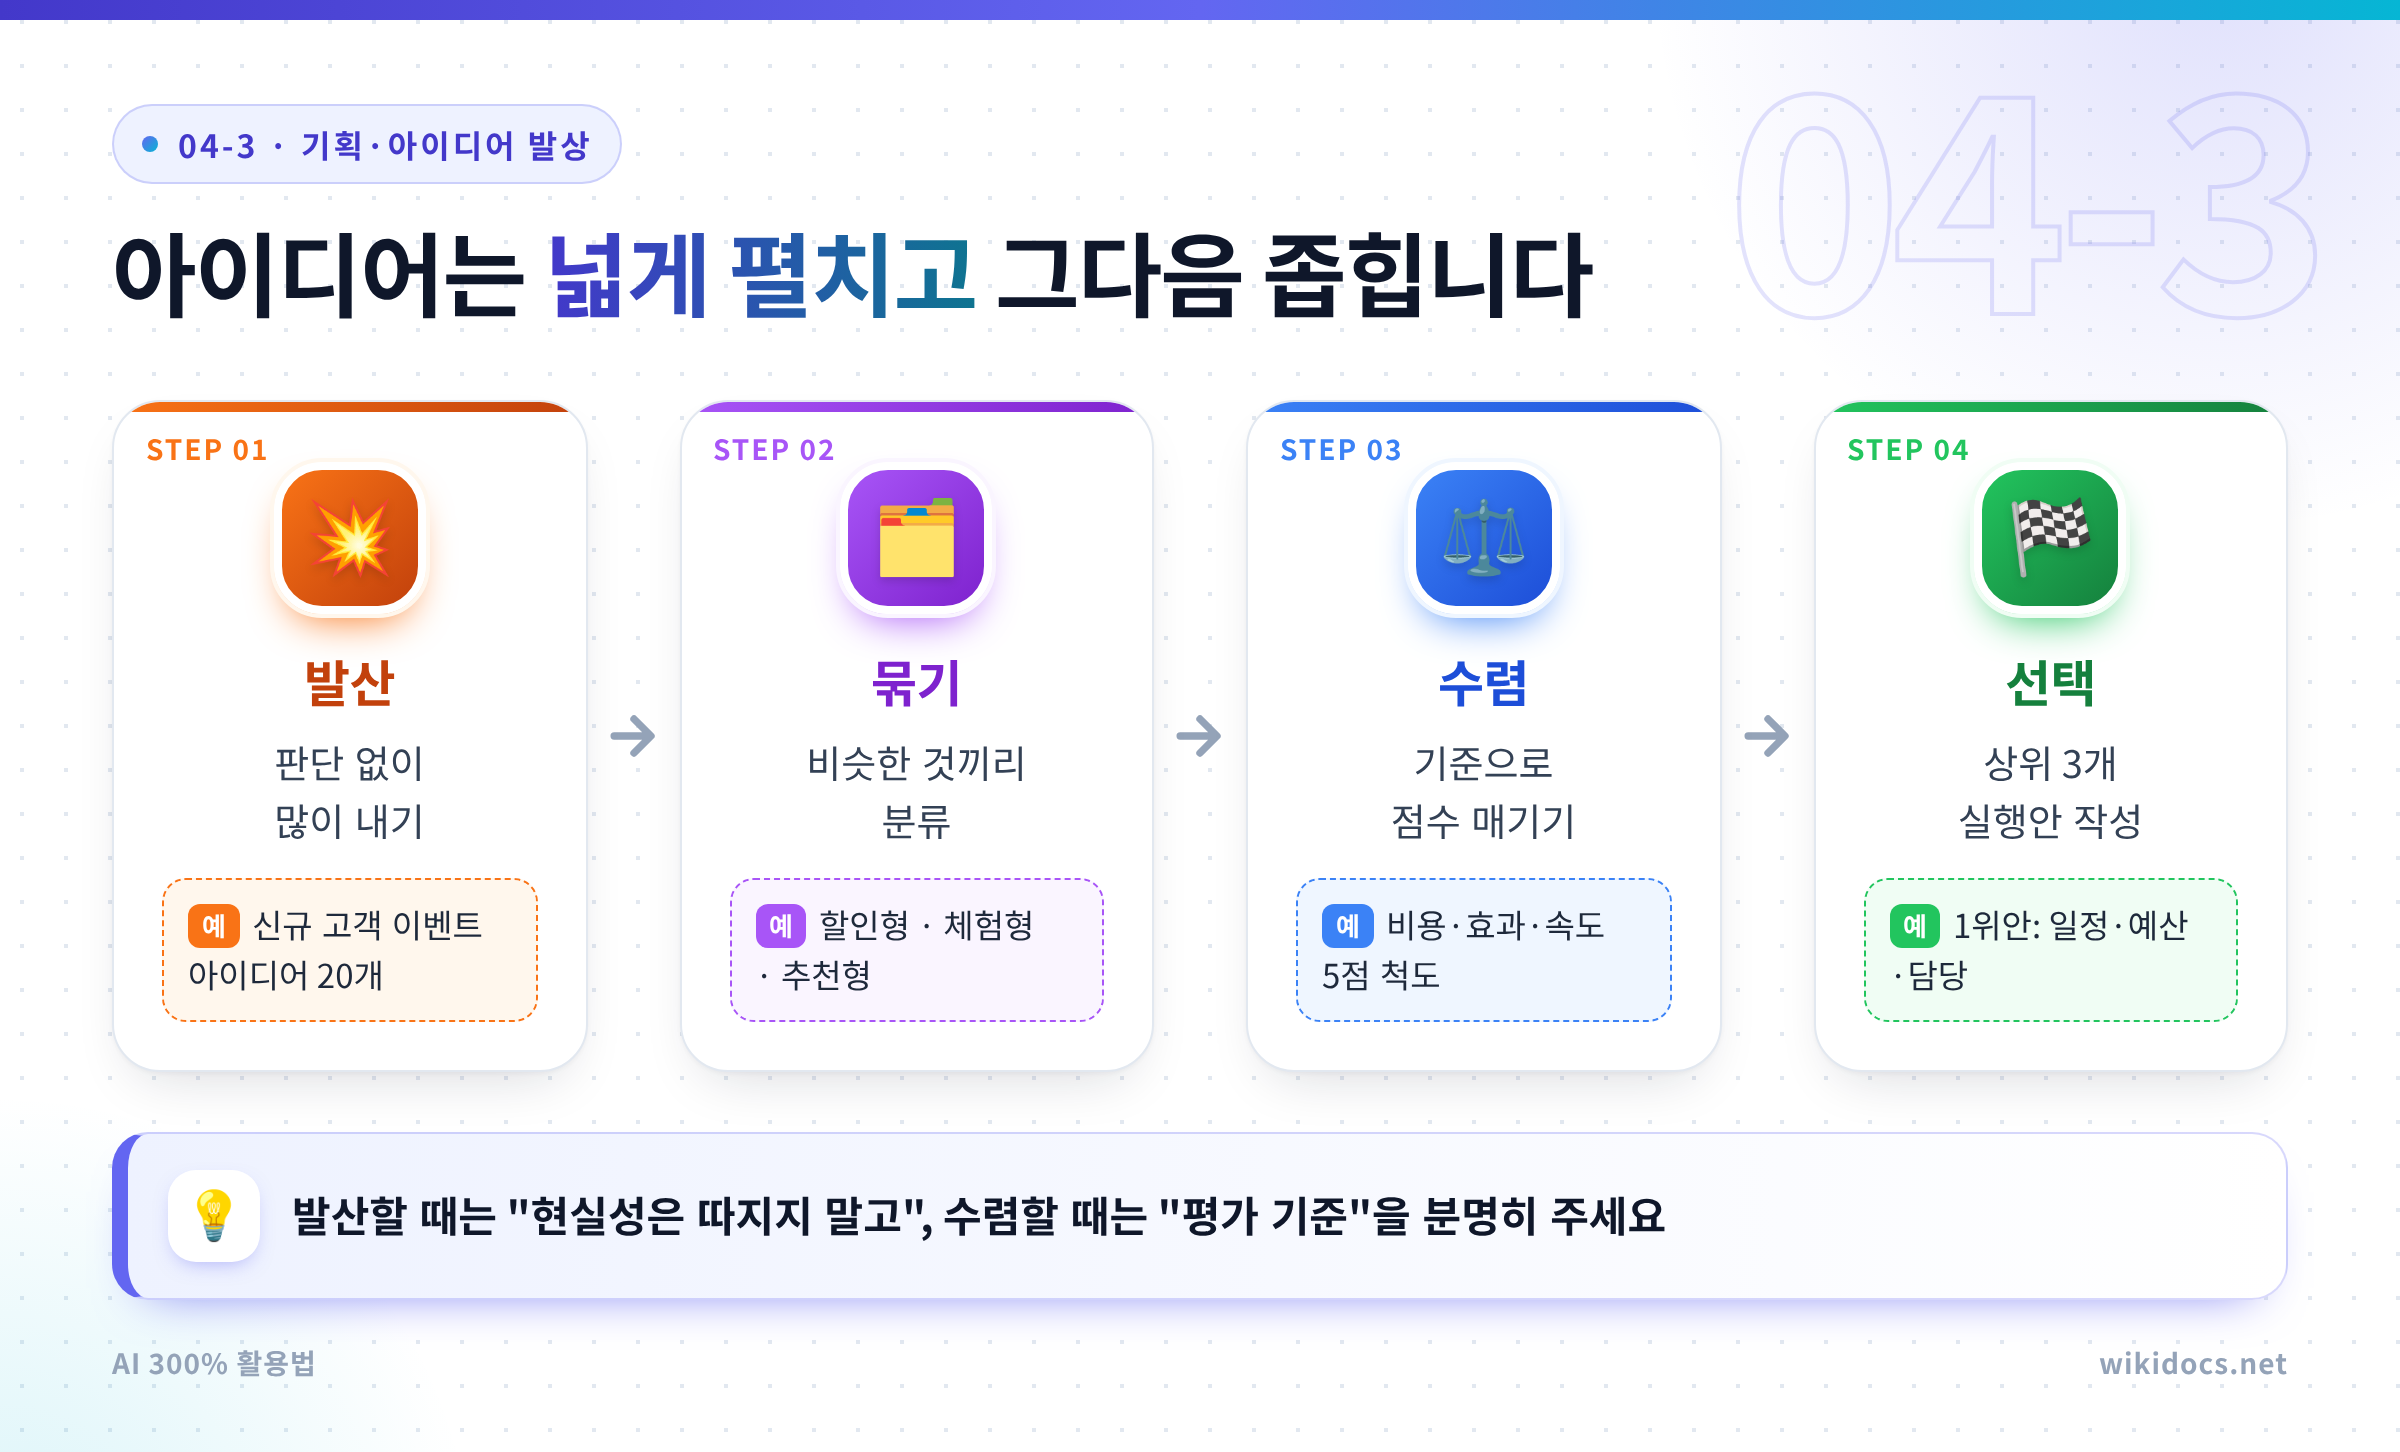 04-3 · 기획·아이디어 발상
04-3
아이디어는 넓게 펼치고 그다음 좁힙니다
STEP 01
발산
판단 없이
많이 내기
예 신규 고객 이벤트
아이디어 20개
STEP 02
묶기
비슷한 것끼리
분류
예 할인형 · 체험형
· 추천형
STEP 03
수렴
기준으로
점수 매기기
예 비용·효과·속도
5점 척도
STEP 04
선택
상위 3개
실행안 작성
예 1위안: 일정·예산
·담당
발산할 때는 "현실성은 따지지 말고", 수렴할 때는 "평가 기준"을 분명히 주세요
AI 300% 활용법
wikidocs.net